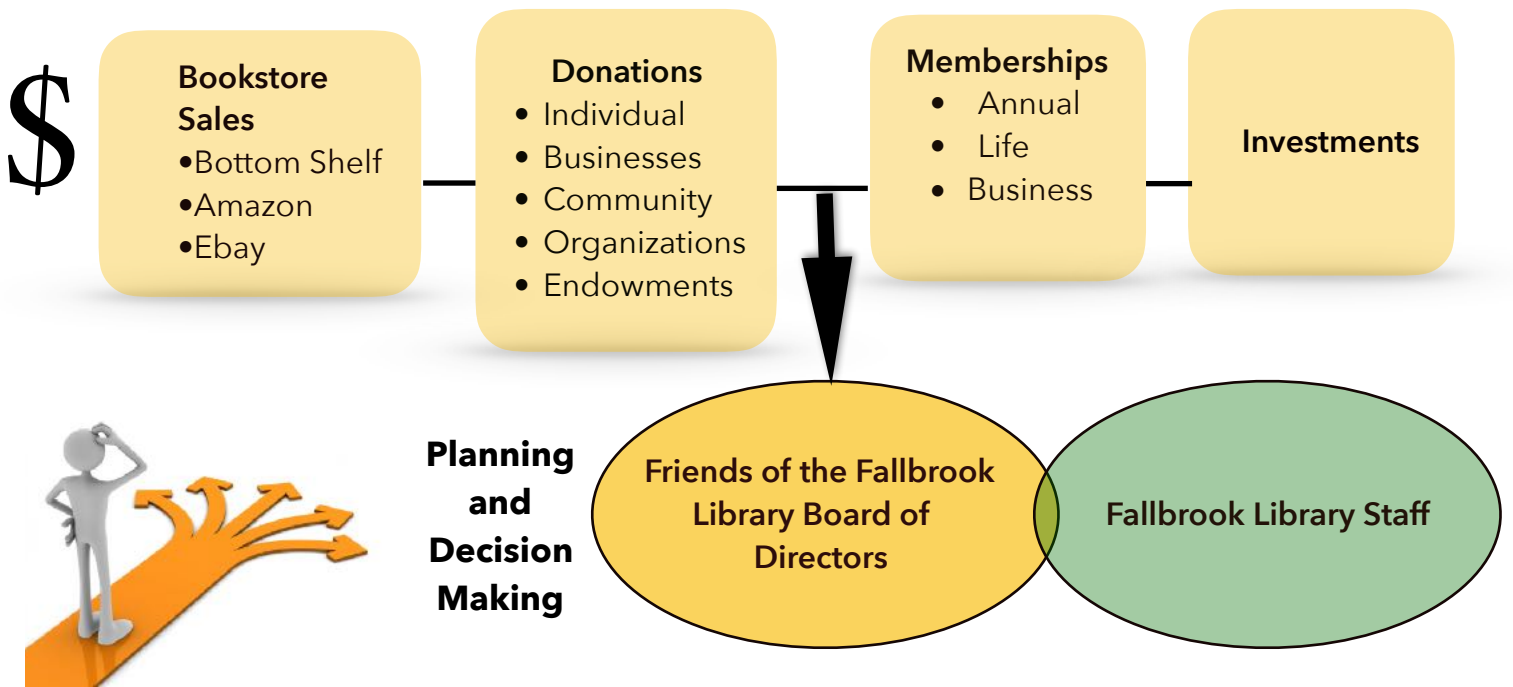 $
Bookstore
Sales
•Bottom Shelf
•Amazon
•Ebay
Donations
• Individual
• Businesses
• Community
• Organizations
• Endowments
Memberships
• Annual
• Life
• Business
Investments
Planning
and
Decision
Making
Friends of the Fallbrook
Library Board of
Directors
Fallbrook Library Staff